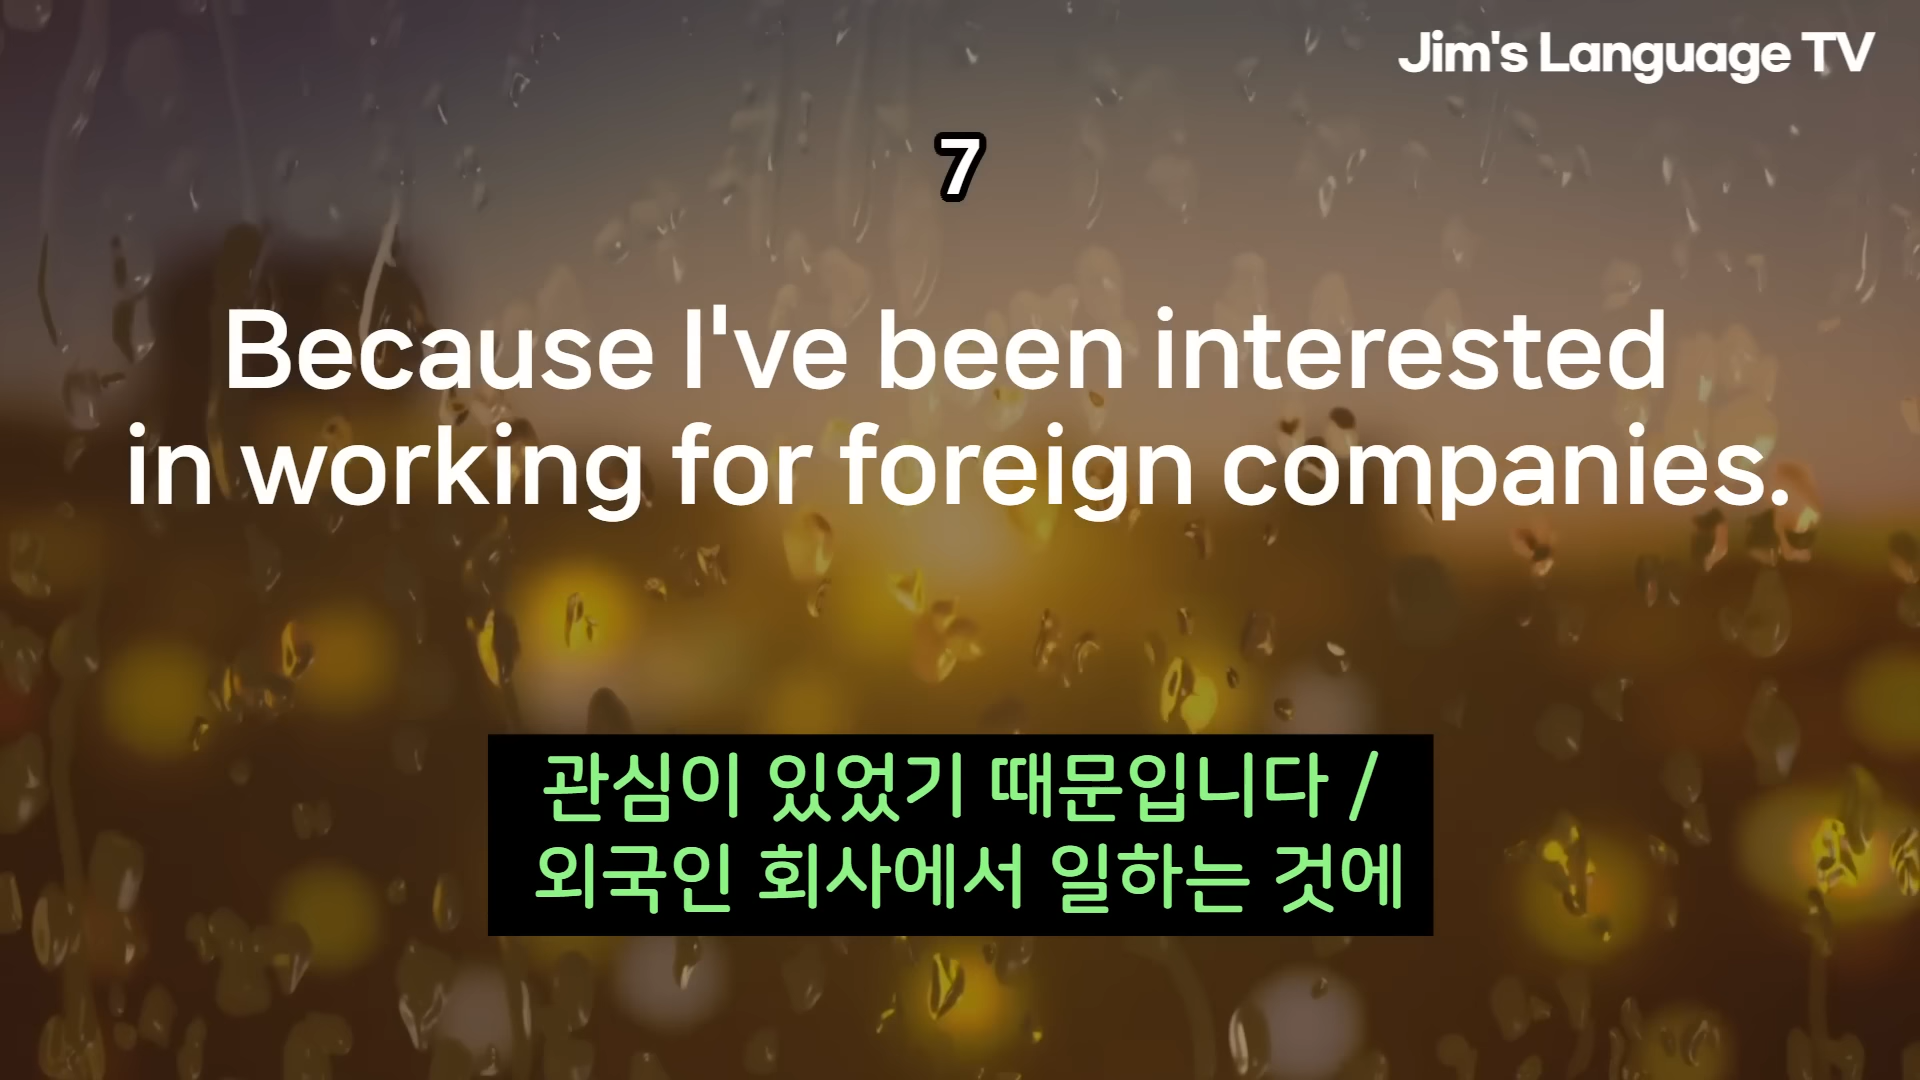 Jim's Language TV
7
Because I've been interested
in working for foreign companies.
관심이 있었기 때문입니다 /
외국인 회사에서 일하는 것에